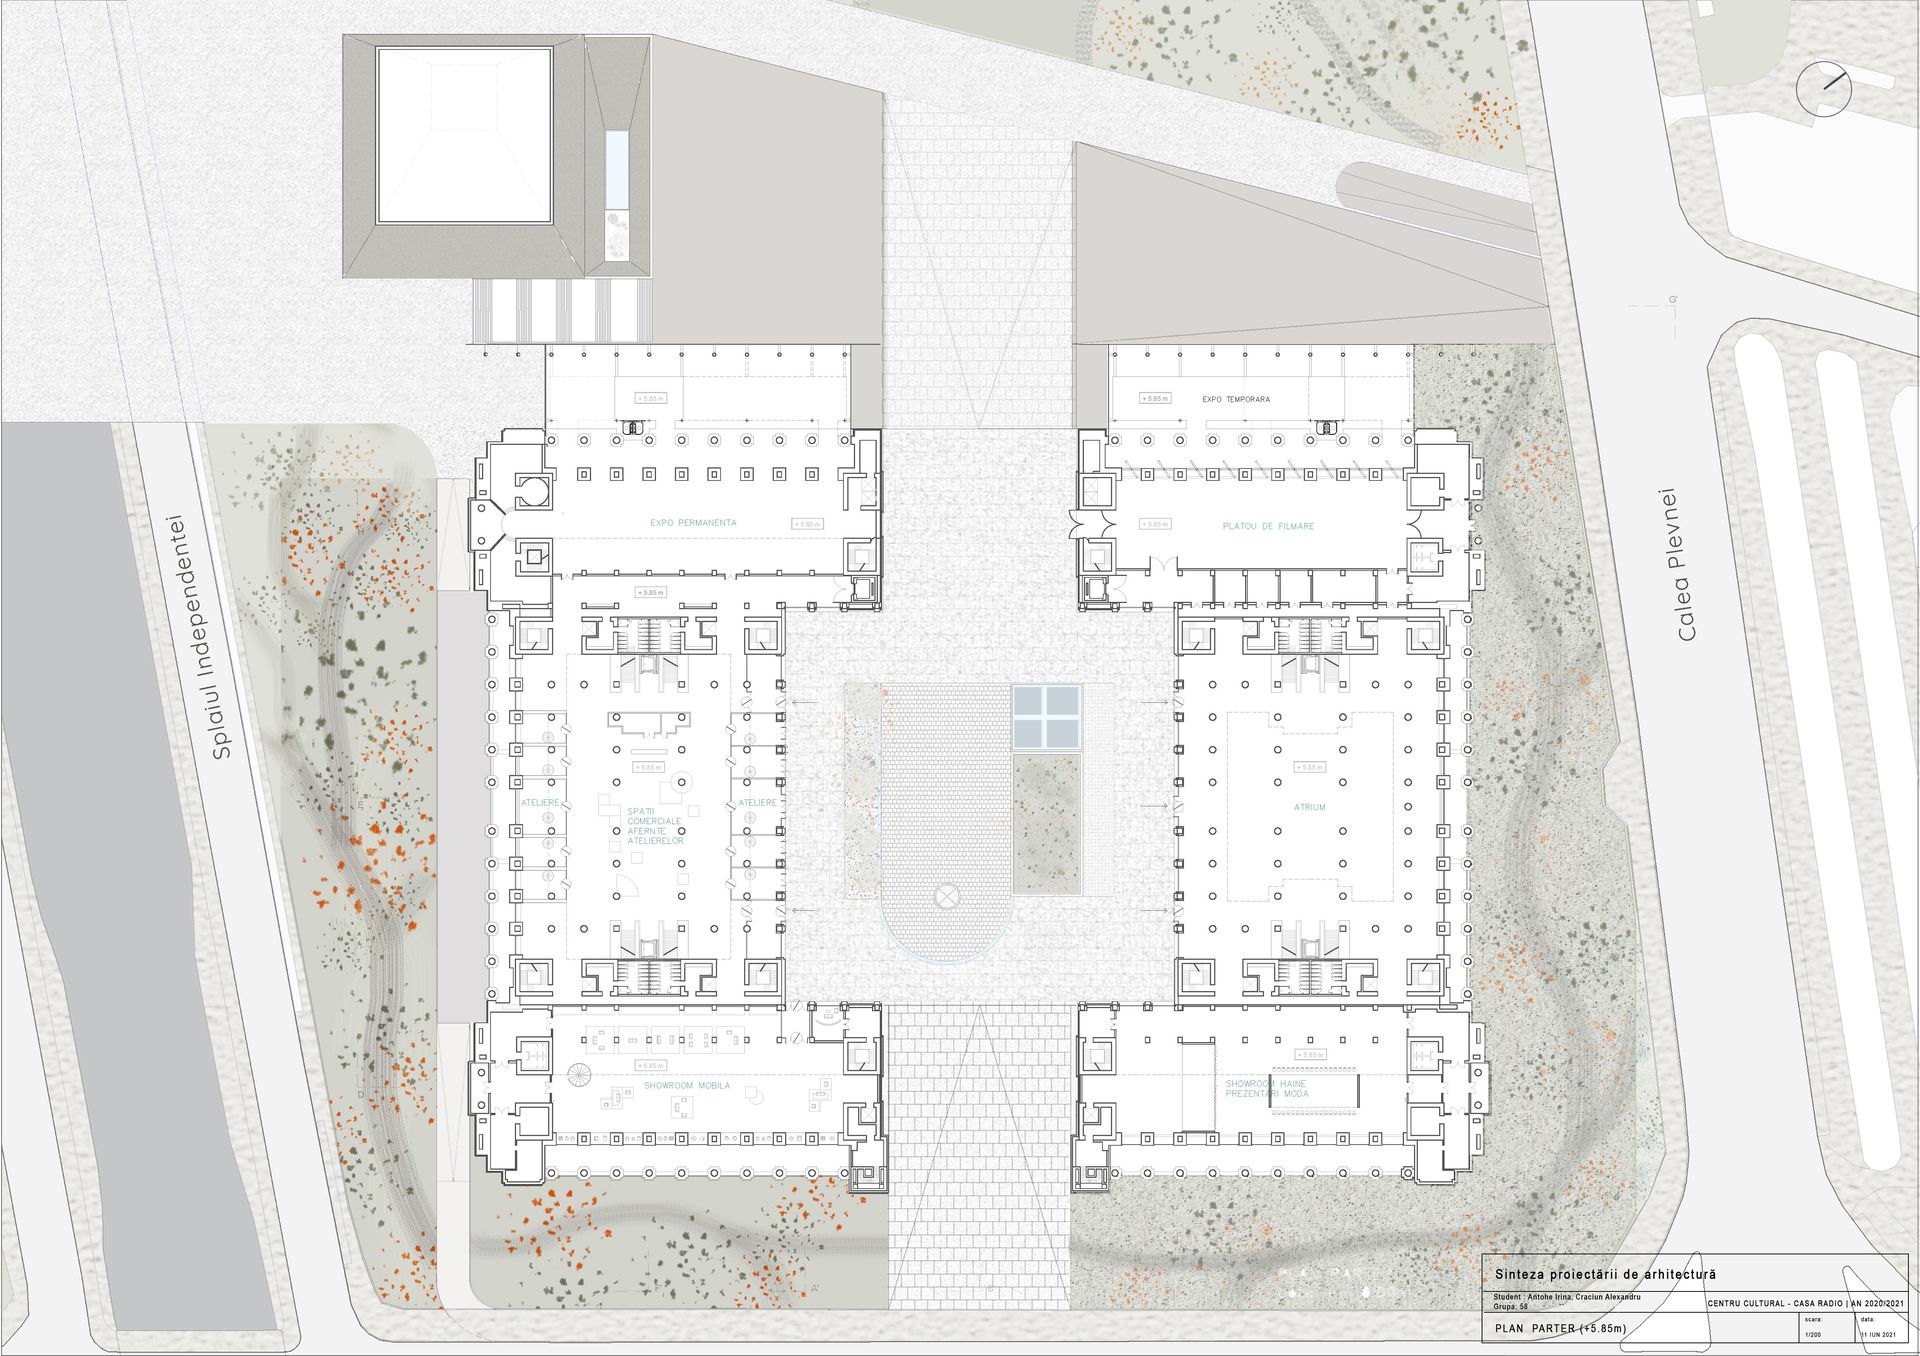 G'
+ 5.85 m
+ 5.85 m
EXPO TEMPORARA
EXPO PERMANENTA
+ 5.85 m
+ 5.85 m
PLATOU DE FILMARE
H
+ 5.85 m
Splaiul Independentei
Calea Plevnei
+ 5.85 m
+ 5.85 m
E
ATELIERE
SPATII
COMERCIALE
AFERNTE
ATELIERELOR
ATELIERE
ATRIUM
+ 5.85 m
+ 5.85 m
SHOWROOM MOBILA
SHOWROOM HAINE
PREZENTARI MODA
D
F
A'
B'
Sinteza proiectării de arhitectură
Student : Antohe Irina, Craciun Alexandru
Grupa: 58
CENTRU CULTURAL - CASA RADIO | AN 2020/2021
PLAN PARTER (+5.85m)
scara:
1/200
data:
11 IUN 2021